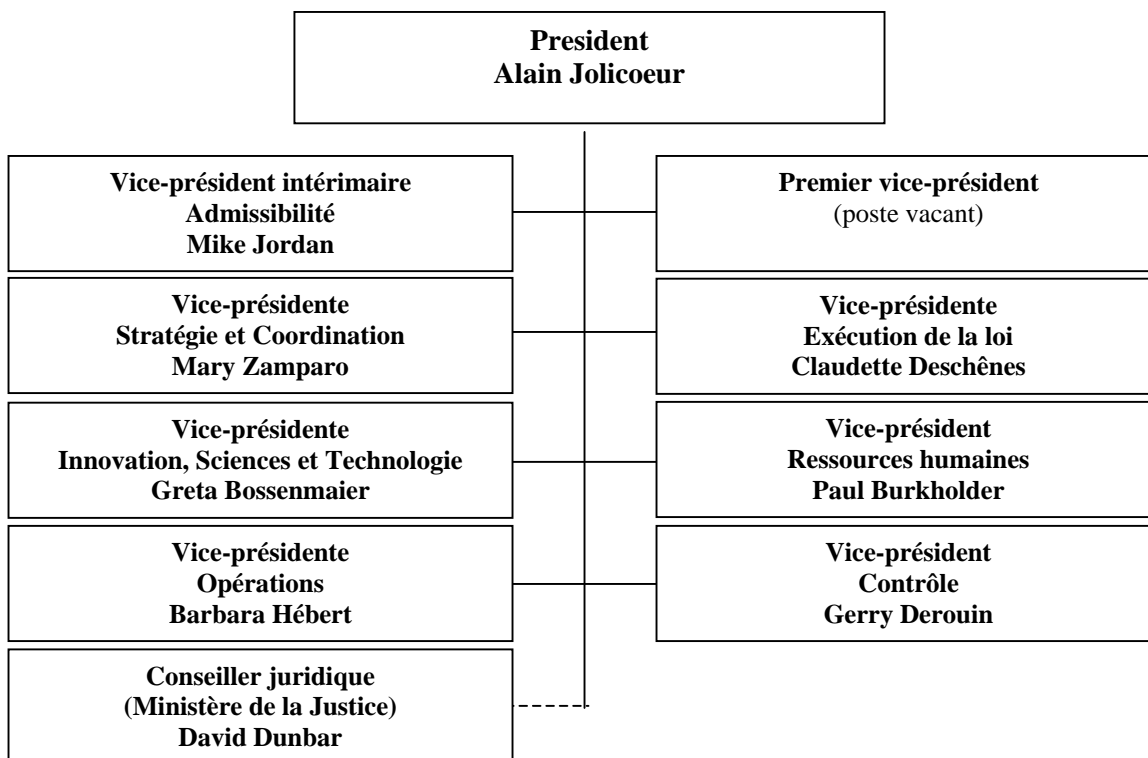 President
Alain Jolicoeur
Vice-président intérimaire
Admissibilité
Mike Jordan
Premier vice-président
(poste vacant)
Vice-présidente
Stratégie et Coordination
Mary Zamparo
Vice-présidente
Exécution de la loi
Claudette Deschênes
Vice-présidente
Innovation, Sciences et Technologie
Greta Bossenmaier
Vice-président
Ressources humaines
Paul Burkholder
Vice-présidente
Opérations
Barbara Hébert
Vice-président
Contrôle
Gerry Derouin
Conseiller juridique
(Ministère de la Justice)
David Dunbar